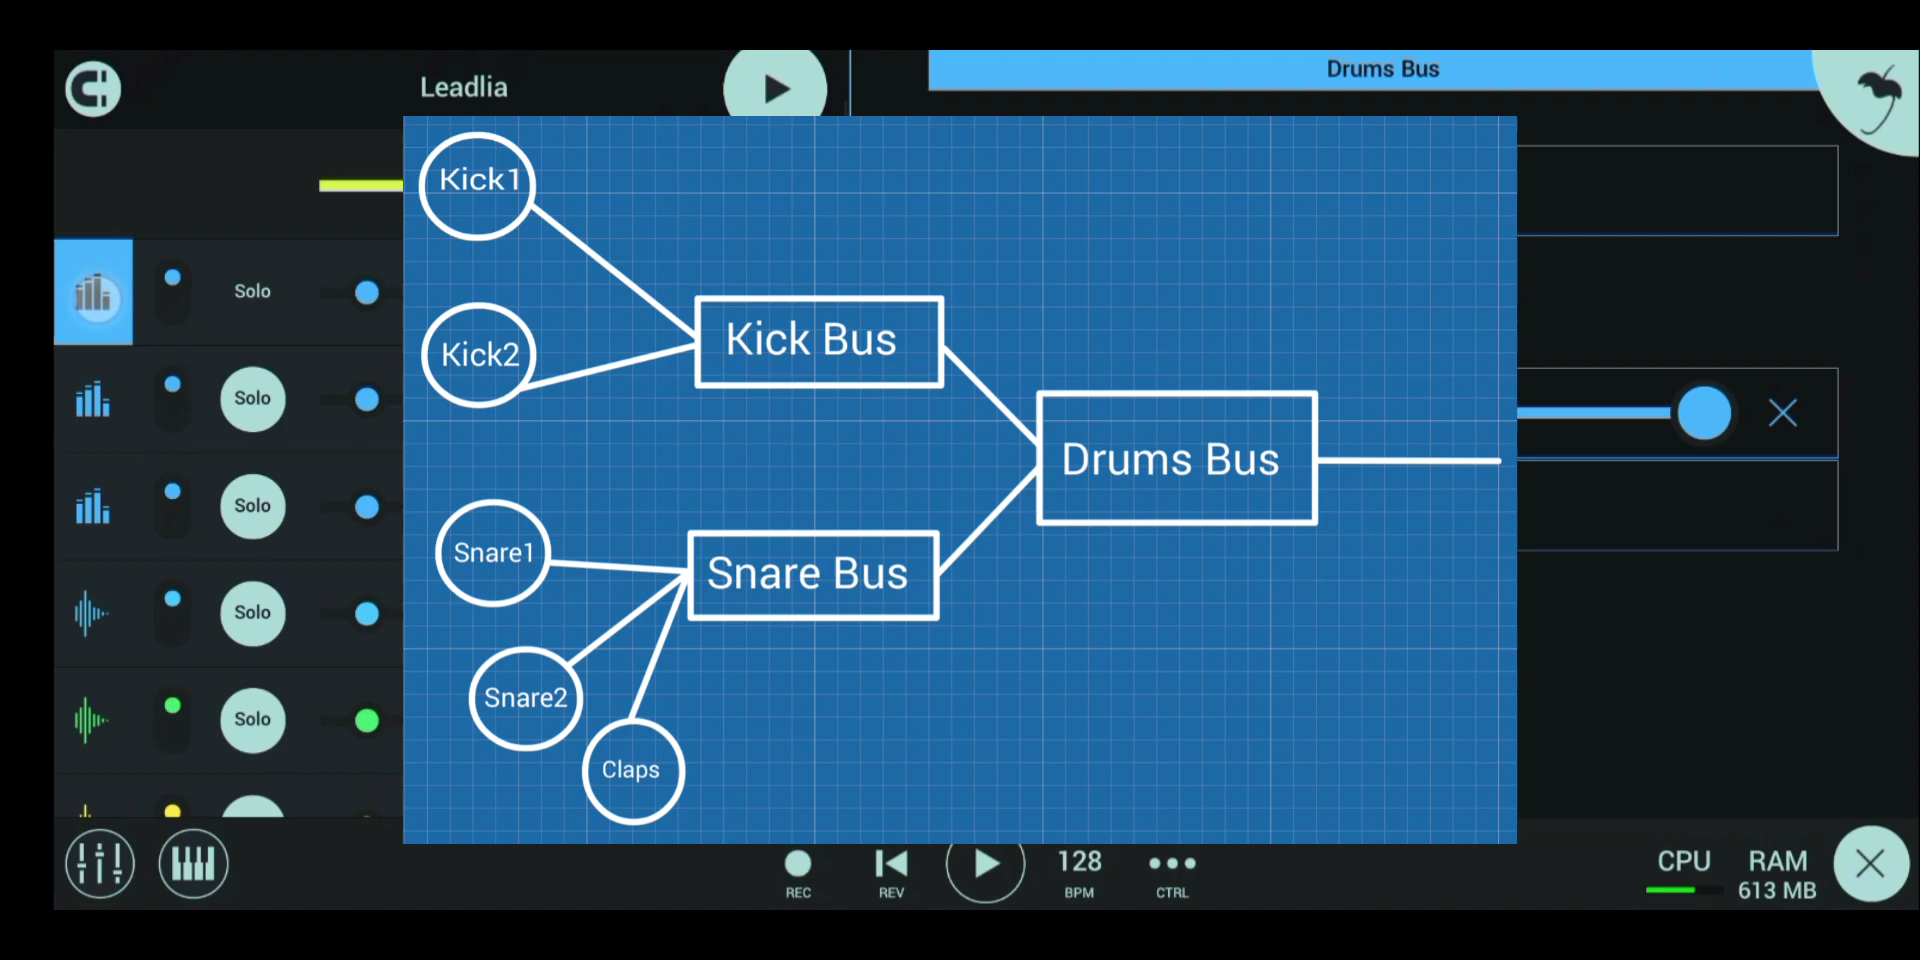 Leadlia
Drums Bus
Kick1
Kick2
Kick Bus
Drums Bus
Snare1
Snare Bus
Snare2
Claps
Solo
Solo
Solo
Solo
Solo
REC
REV
128
BPM
CTRL
CPU
RAM
613 MB